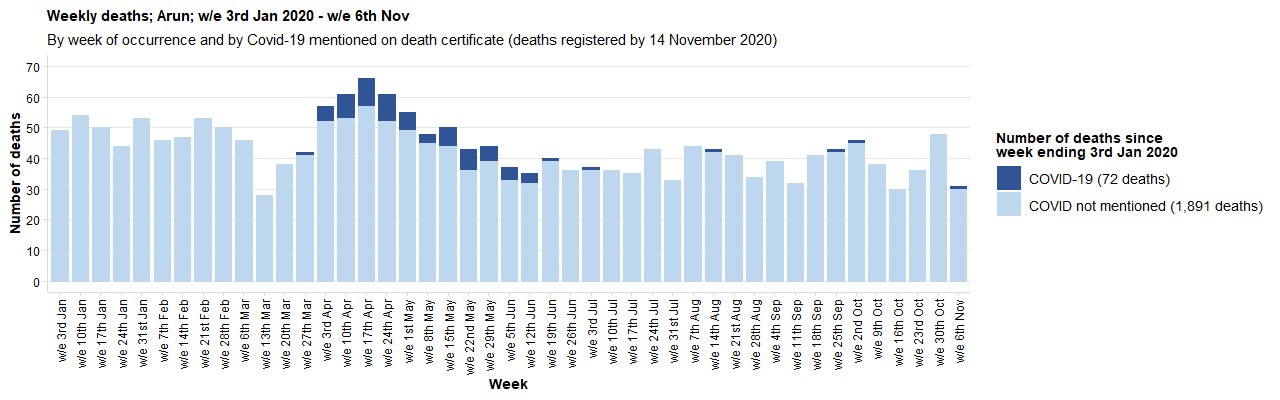 Weekly deaths; Arun; w/e 3rd Jan 2020 - w/e 6th Nov
By week of occurrence and by Covid-19 mentioned on death certificate (deaths registered by 14 November 2020)
Number of deaths
70
60
50
40
30
20
10
0
w/e 3rd Jan
w/e 10th Jan
w/e 17th Jan
w/e 24th Jan
w/e 31st Jan
w/e 7th Feb
w/e 14th Feb
w/e 21st Feb
w/e 28th Feb
w/e 6th Mar
w/e 13th Mar
w/e 20th Mar
w/e 27th Mar
w/e 3rd Apr
w/e 10th Apr
w/e 17th Apr
w/e 24th Apr
w/e 1st May
w/e 8th May
w/e 15th May
w/e 22nd May
w/e 29th May
w/e 5th Jun
w/e 12th Jun
w/e 19th Jun
w/e 26th Jun
w/e 3rd Jul
w/e 10th Jul
w/e 17th Jul
w/e 24th Jul
w/e 31st Jul
w/e 7th Aug
w/e 14th Aug
w/e 21st Aug
w/e 28th Aug
w/e 4th Sep
w/e 11th Sep
w/e 18th Sep
w/e 25th Sep
w/e 2nd Oct
w/e 9th Oct
w/e 16th Oct
w/e 23rd Oct
w/e 30th Oct
w/e 6th Nov
Week
Number of deaths since
week ending 3rd Jan 2020
COVID-19 (72 deaths)
COVID not mentioned (1,891 deaths)